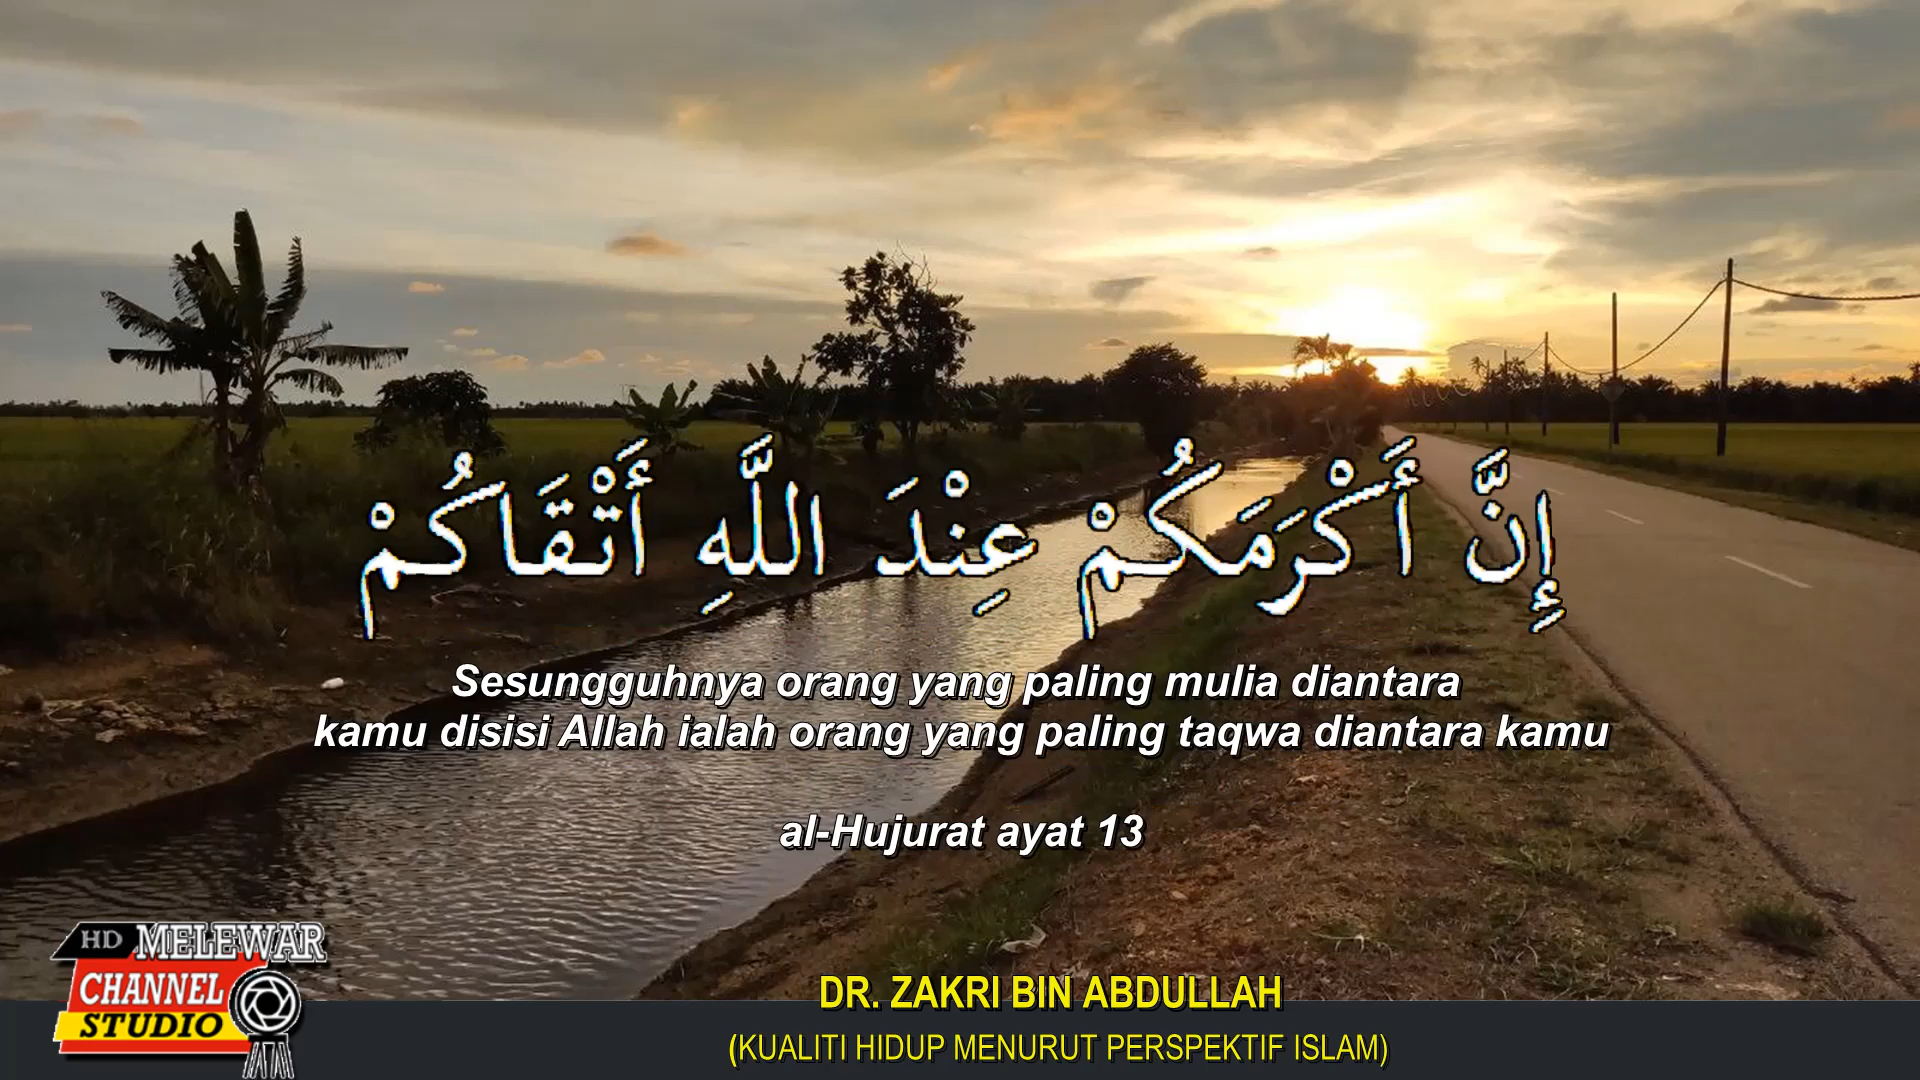 إِنَّ أَكْرَمَكُمْ عِنْدَ اللَّهِ أَتْقَاكُمْ
Sesungguhnya orang yang paling mulia diantara
kamu disisi Allah ialah orang yang paling taqwa diantara kamu
al-Hujurat ayat 13
HD MELEWAR
CHANNEL
STUDIO
DR. ZAKRI BIN ABDULLAH
(KUALITI HIDUP MENURUT PERSPEKTIF ISLAM)